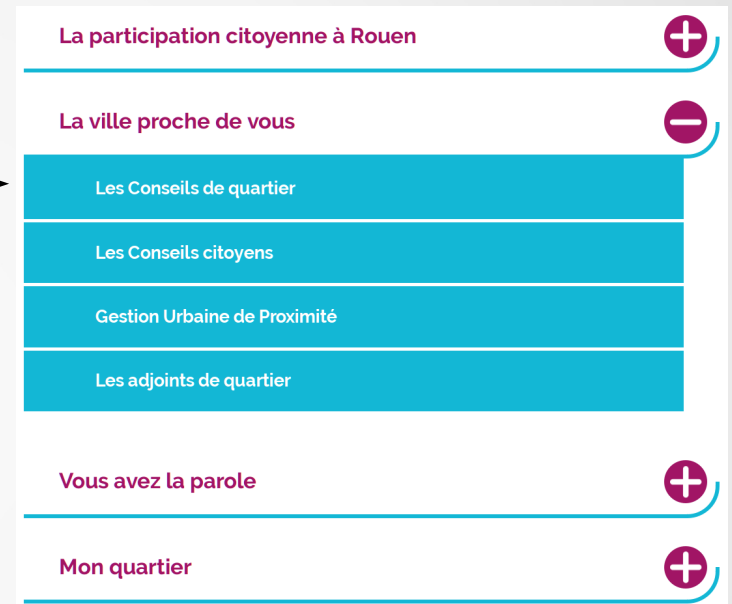 La participation citoyenne à Rouen
La ville proche de vous
Les Conseils de quartier
Les Conseils citoyens
Gestion Urbaine de Proximité
Les adjoints de quartier
Vous avez la parole
Mon quartier